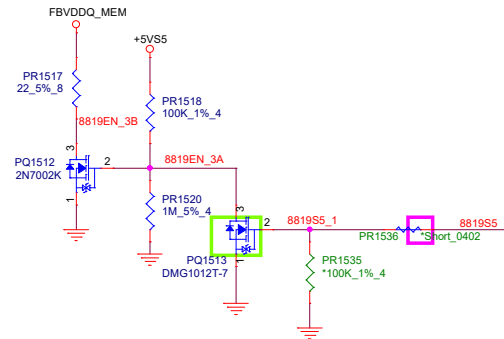 FBVDDQ_MEM
+5VS5
PR1517
22_5%_8
PR1518
100K_1%_4
8819EN_3B
3
PQ1512
2N7002K
2
8819EN_3A
1
PR1520
1M_5%_4
3
2
8819S5_1
8819S5
PR1536
*Short_0402
PQ1513
1
DMG1012T-7
PR1535
*100K_1%_4